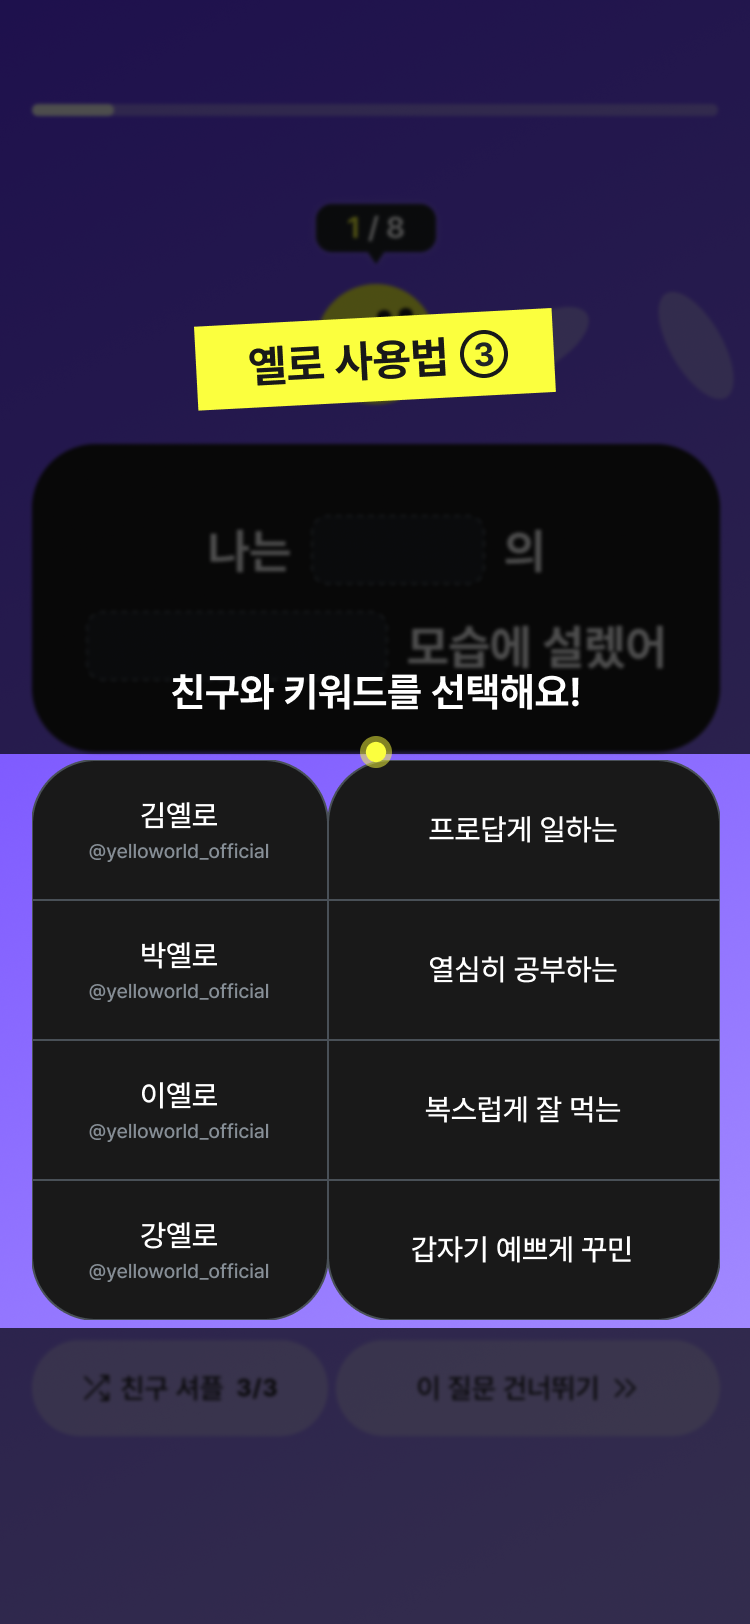 1 / 8
옐로 사용법 ③
나는 의
모습에 설렜어
친구와 키워드를 선택해요!
김옐로
@yelloworld_official
프로답게 일하는
박옐로
@yelloworld_official
열심히 공부하는
이옐로
@yelloworld_official
복스럽게 잘 먹는
강옐로
@yelloworld_official
갑자기 예쁘게 꾸민
친구 셔플 3/3
이 질문 건너뛰기